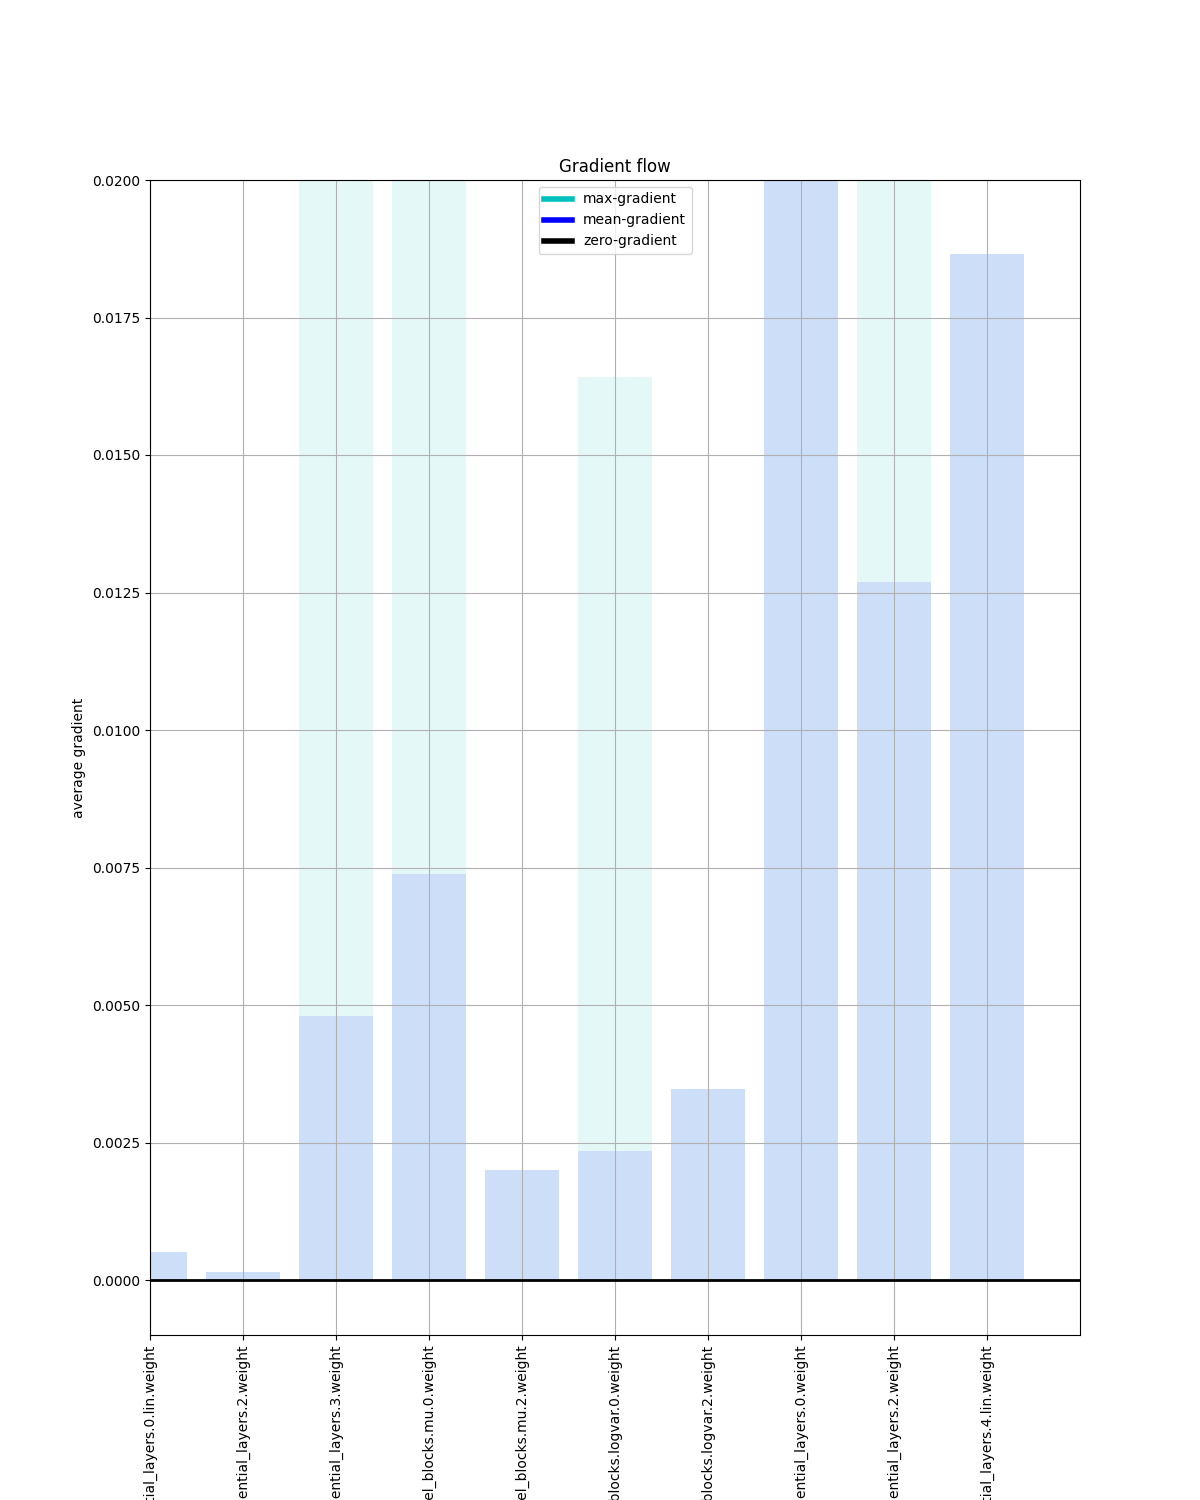 Gradient flow
max-gradient
mean-gradient
zero-gradient
0.0200
0.0175
0.0150
0.0125
0.0100
0.0075
0.0050
0.0025
0.0000
average gradient
tial_layers.0.lin.weight
ential_layers.2.weight
ential_layers.3.weight
el_blocks.mu.0.weight
el_blocks.mu.2.weight
blocks.logvar.0.weight
blocks.logvar.2.weight
ential_layers.0.weight
ential_layers.2.weight
tial_layers.4.lin.weight